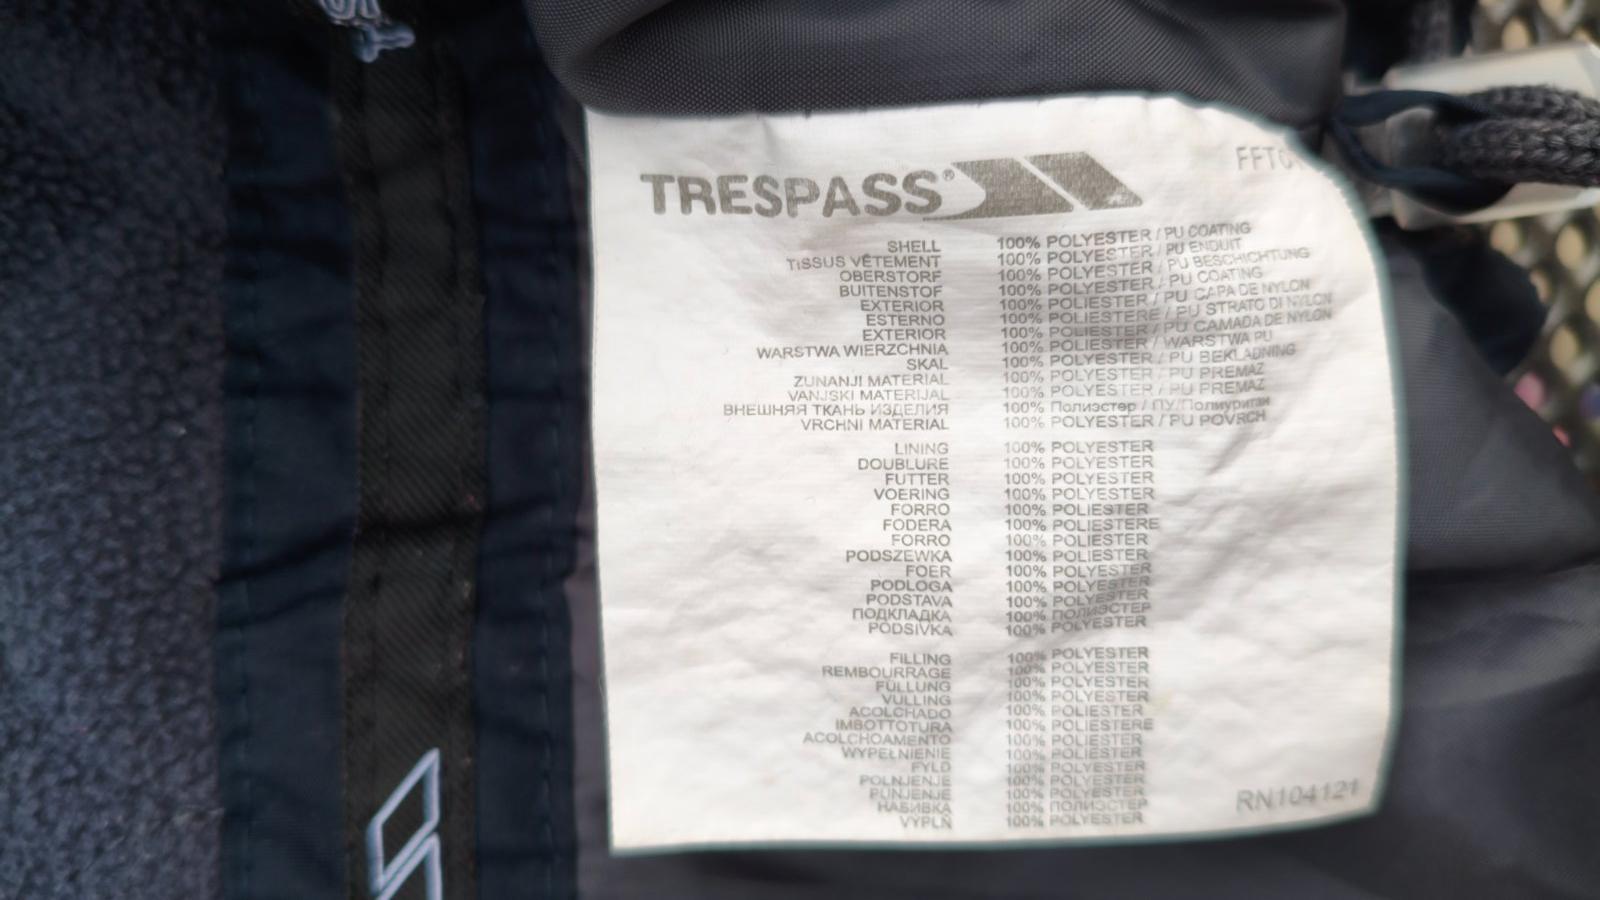 TRESPASS®
SHELL 100% POLYESTER / PU COATING
TiSSUS VÊTEMENT 100% POLYESTER / PU ENDUIT
OBERSTORF 100% POLYESTER / PU BESCHICHTUNG
BUITENSTOF 100% POLYESTER / PU COATING
EXTERIOR 100% POLIESTER / PU CAPA DE NYLON
ESTERNO 100% POLIESTERE / PU STRATO DI NYLON
EXTERIOR 100% POLIESTER / PU CAMADA DE NYLON
WARSTWA WIERZCHNIA 100% POLIESTER / WARSTWA PU
SKAL 100% POLYESTER / PU BEKLADNING
ZUNANJI MATERIAL 100% POLYESTER / PU PREMAZ
VANJSKI MATERIJAL 100% POLYESTER / PU PREMAZ
ВНЕШНЯЯ ТКАНЬ ИЗДЕЛИЯ 100% Полиэстер / ПУ/Полиуритан
VRCHNI MATERIAL 100% POLYESTER / PU POVRCH
LINING 100% POLYESTER
DOUBLURE 100% POLYESTER
FUTTER 100% POLYESTER
VOERING 100% POLYESTER
FORRO 100% POLIESTER
FODERA 100% POLIESTERE
FORRO 100% POLIESTER
PODSZEWKA 100% POLIESTER
FOER 100% POLYESTER
PODLOGA 100% POLYESTER
PODSTAVA 100% POLYESTER
ПОДКЛАДКА 100% ПОЛИЭСТЕР
PODSIVKA 100% POLYESTER
FILLING 100% POLYESTER
REMBOURRAGE 100% POLYESTER
FÜLLUNG 100% POLYESTER
VULLING 100% POLYESTER
ACOLCHADO 100% POLIESTER
IMBOTTOTURA 100% POLIESTERE
ACOLCHOAMENTO 100% POLIESTER
WYPEŁNIENIE 100% POLIESTER
FYLD 100% POLYESTER
POLNJENJE 100% POLYESTER
PUNJENJE 100% POLYESTER
НАБИВКА 100% ПОЛИЭСТЕР
VÝPLŇ 100% POLYESTER
RN104121